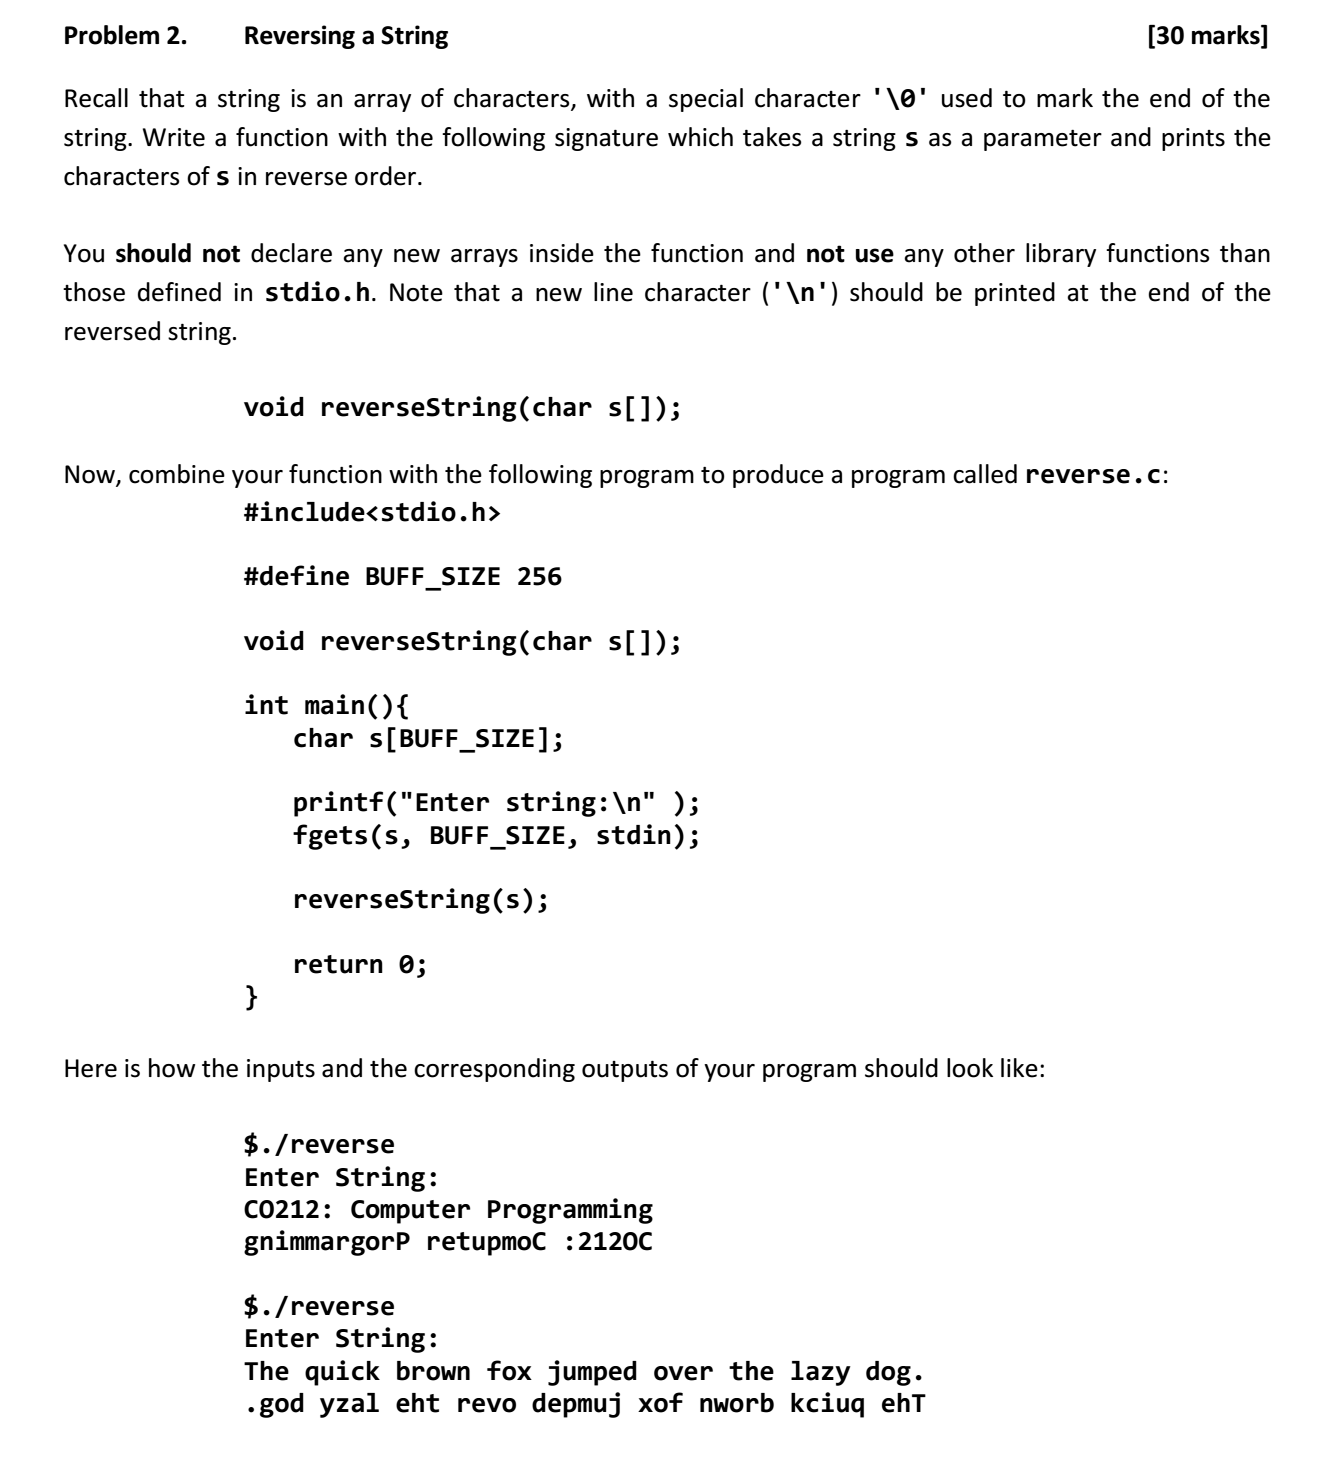 Problem 2. Reversing a String [30 marks]
Recall that a string is an array of characters, with a special character '\0' used to mark the end of the
string. Write a function with the following signature which takes a string s as a parameter and prints the
characters of s in reverse order.
You should not declare any new arrays inside the function and not use any other library functions than
those defined in stdio.h. Note that a new line character ('\n') should be printed at the end of the
reversed string.
void reverseString(char s[]);
Now, combine your function with the following program to produce a program called reverse.c:
#include<stdio.h>
#define BUFF_SIZE 256
void reverseString(char s[]);
int main(){
char s[BUFF_SIZE];
printf("Enter string:\n" );
fgets(s, BUFF_SIZE, stdin);
reverseString(s);
return 0;
}
Here is how the inputs and the corresponding outputs of your program should look like:
$./reverse
Enter String:
CO212: Computer Programming
gnimmargorP retupmoC :212OC
$./reverse
Enter String:
The quick brown fox jumped over the lazy dog.
.god yzal eht revo depmuj xof nworb kciuq ehT